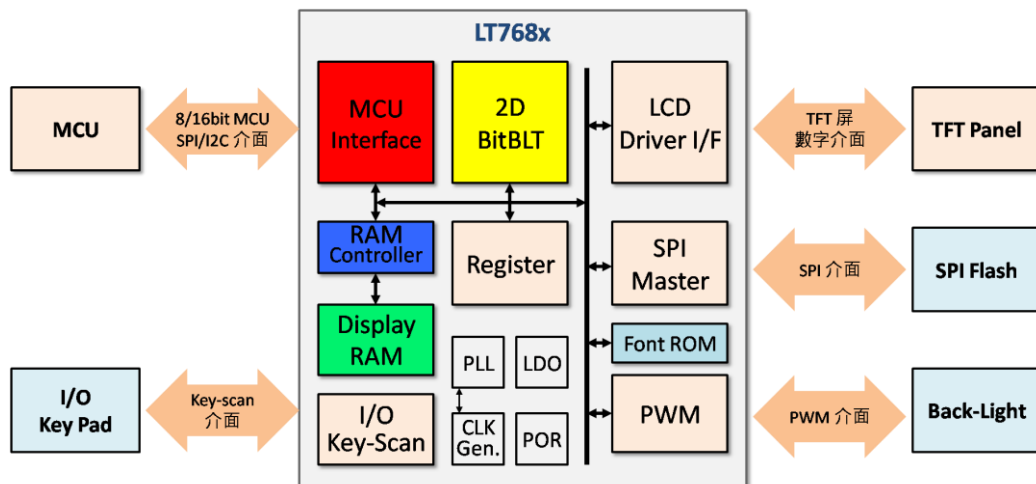 LT768x
MCU
8/16bit MCU
SPI/I2C 介面
MCU
Interface
2D
BitBLT
LCD
Driver I/F
TFT 屏
數字介面
TFT Panel
RAM
Controller
Register
SPI
Master
SPI 介面
SPI Flash
Display
RAM
PLL
LDO
Font ROM
I/O
Key Pad
Key-scan
介面
I/O
Key-Scan
CLK
Gen.
POR
PWM
PWM 介面
Back-Light